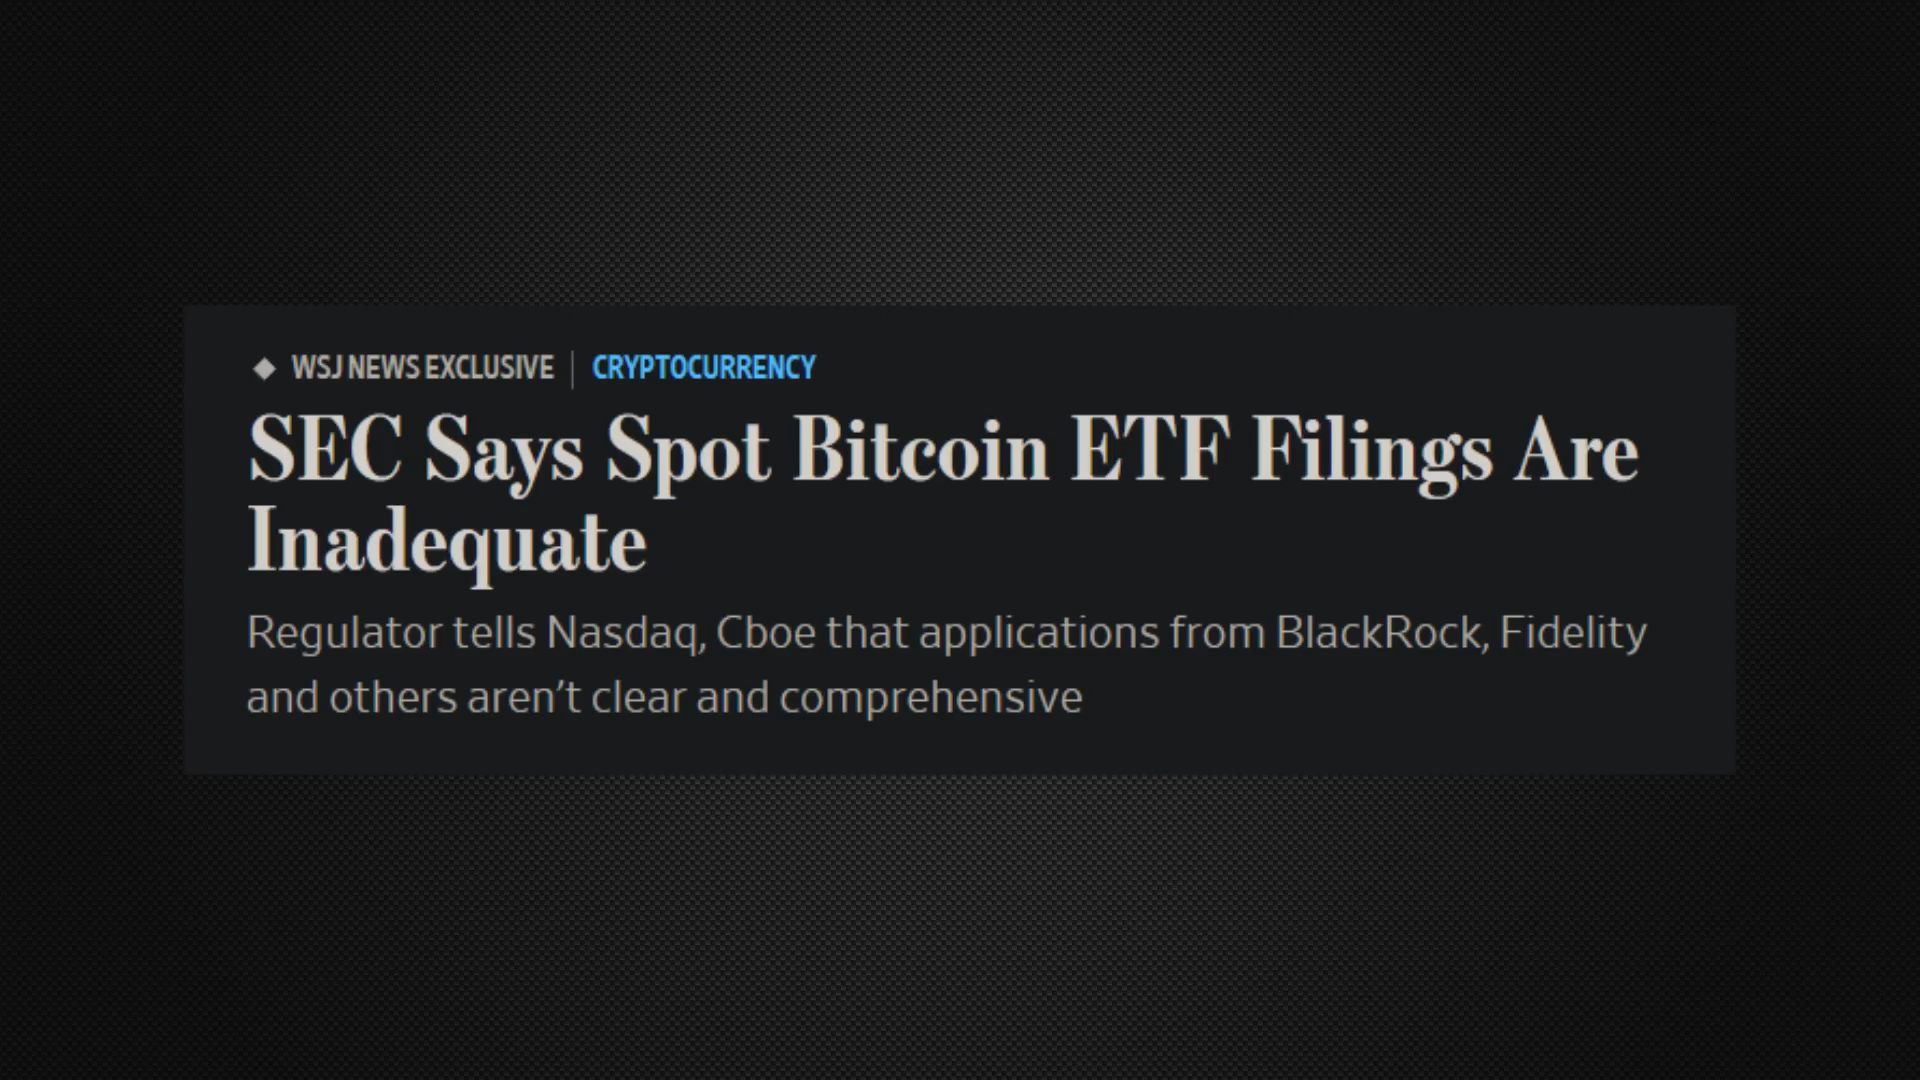 WSJ NEWS EXCLUSIVE | CRYPTOCURRENCY
SEC Says Spot Bitcoin ETF Filings Are
Inadequate
Regulator tells Nasdaq, Cboe that applications from BlackRock, Fidelity
and others aren’t clear and comprehensive